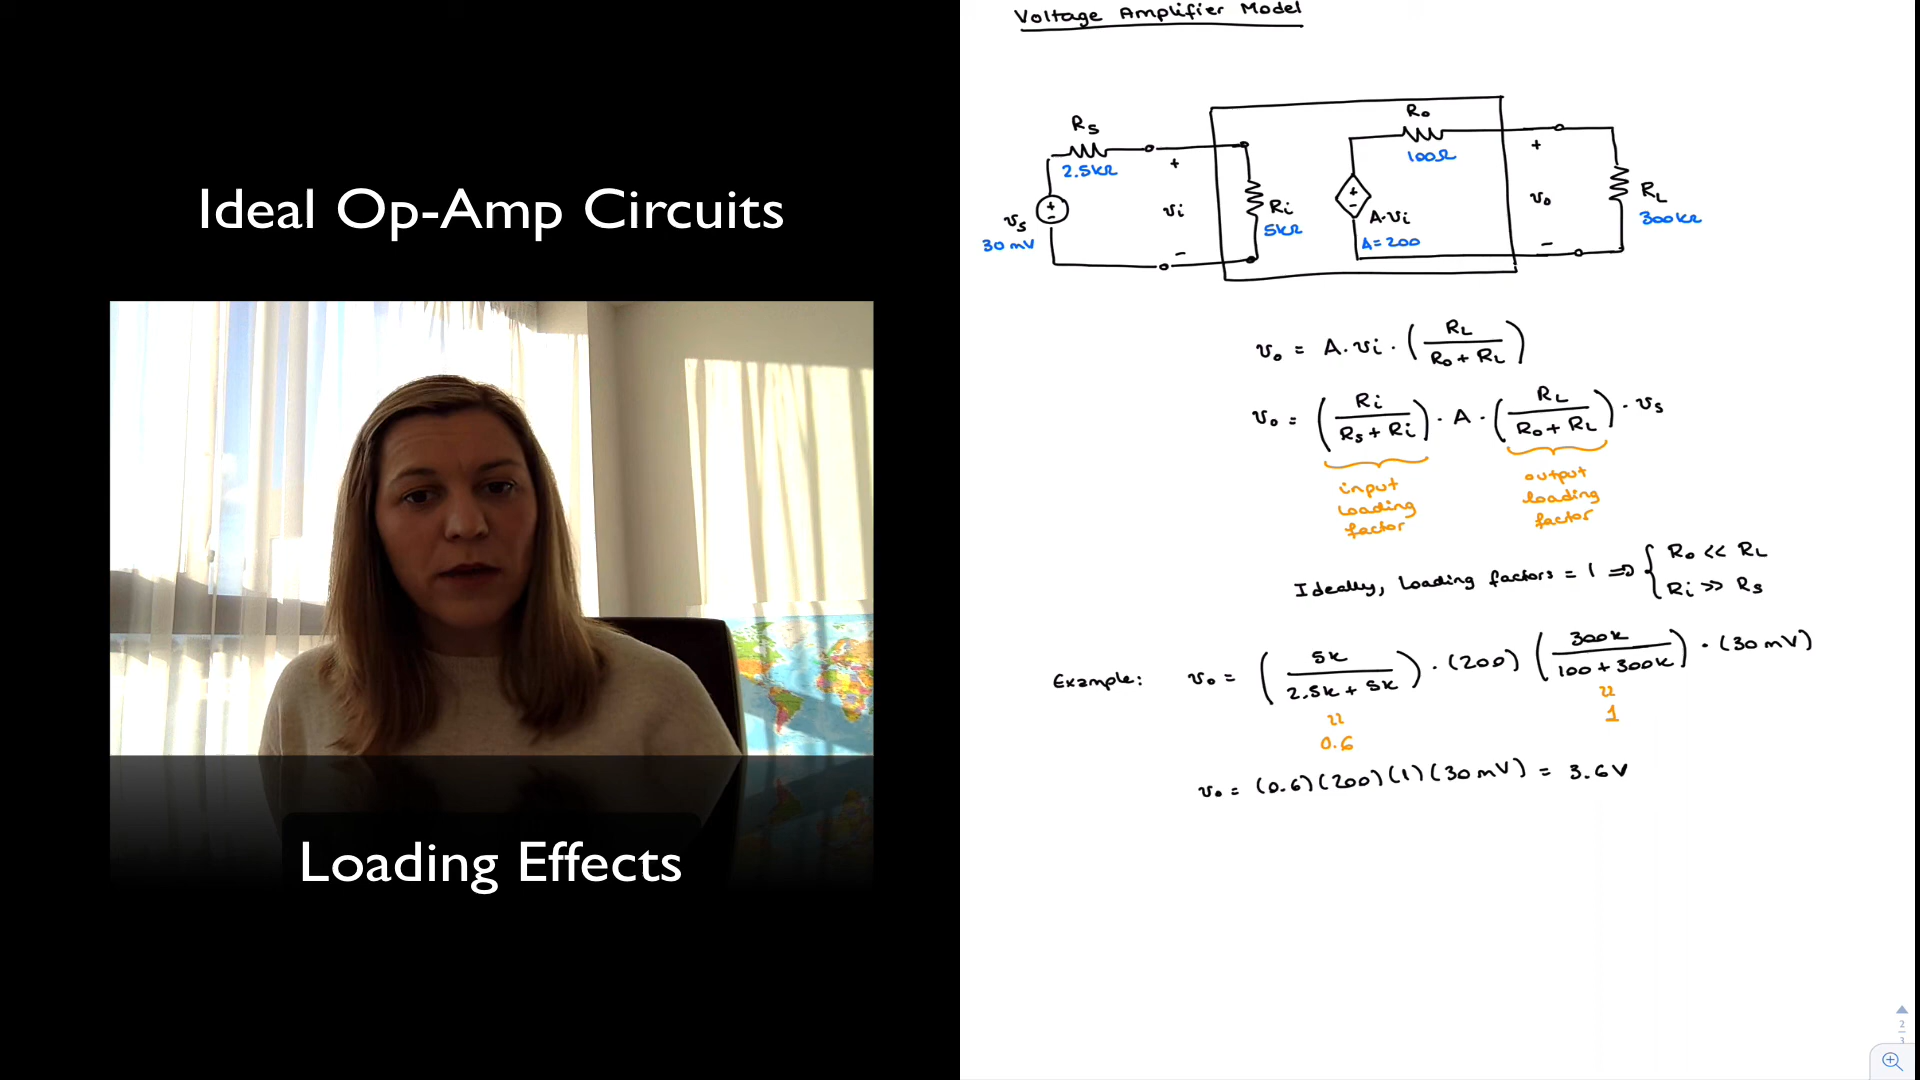 Ideal Op-Amp Circuits
Loading Effects
Voltage Amplifier Model
Rs
2.5kΩ
vs
30 mV
+
vi
−
Ri
5kΩ
Ro
100Ω
A·vi
A=200
+
vo
−
RL
300kΩ
vo = A·vi · (RL / (Ro + RL))
vo = (Ri / (Rs + Ri)) · A · (RL / (Ro + RL)) · vs
input loading factor
output loading factor
Ideally, loading factors = 1 ⇒ { Ro << RL
Ri >> Rs
Example: vo = (5k / (2.5k + 5k)) · (200) (300k / (100 + 300k)) · (30 mV)
≈ 0.6
≈ 1
vo = (0.6)(200)(1)(30 mV) = 3.6 V
2
3